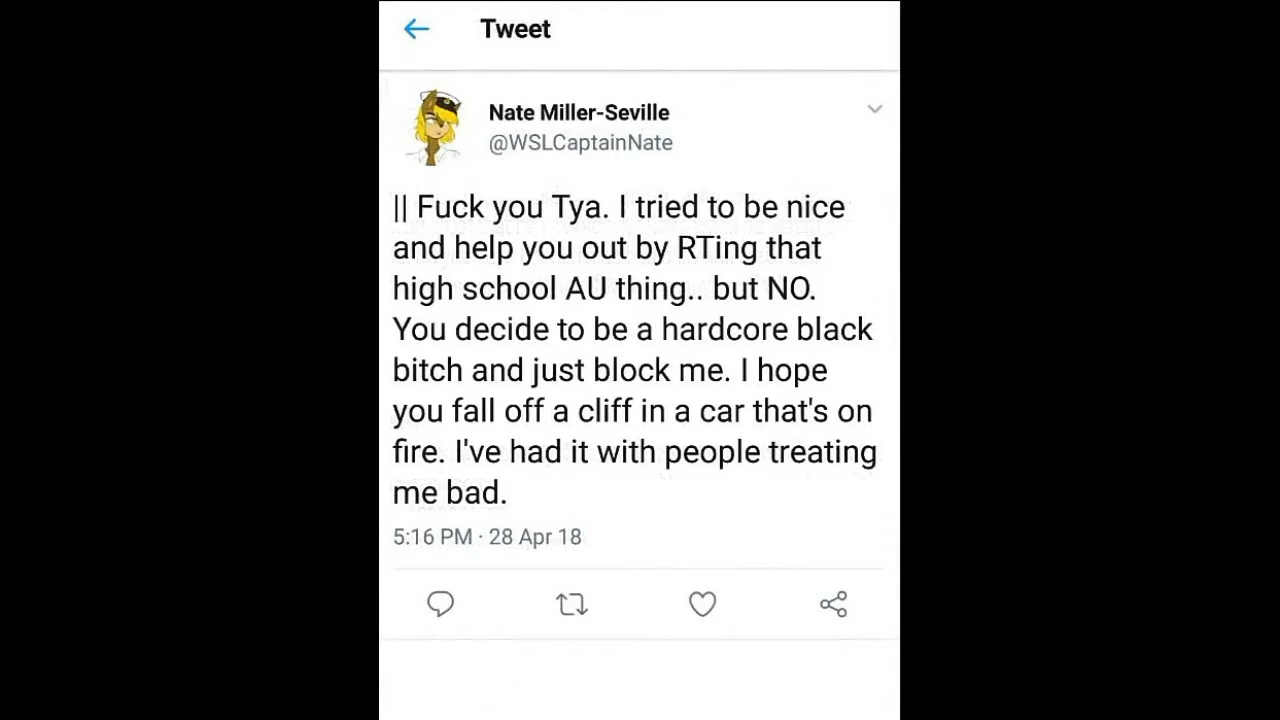 Tweet
Nate Miller-Seville
@WSLCaptainNate
|| Fuck you Tya. I tried to be nice
and help you out by RTing that
high school AU thing.. but NO.
You decide to be a hardcore black
bitch and just block me. I hope
you fall off a cliff in a car that's on
fire. I've had it with people treating
me bad.
5:16 PM · 28 Apr 18